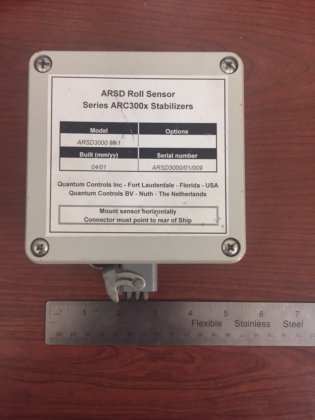 ARSD Roll Sensor
Series ARC300x Stabilizers
Model Options
ARSD3000 Mk1
Built (mm/yy) Serial number
04/01 ARSD3000/01/009
Quantum Controls Inc - Fort Lauderdale - Florida - USA
Quantum Controls BV - Nuth - The Netherlands
Mount sensor horizontally
Connector must point to rear of Ship
1 2 3 4 5 6 7
Flexible Stainless Steel